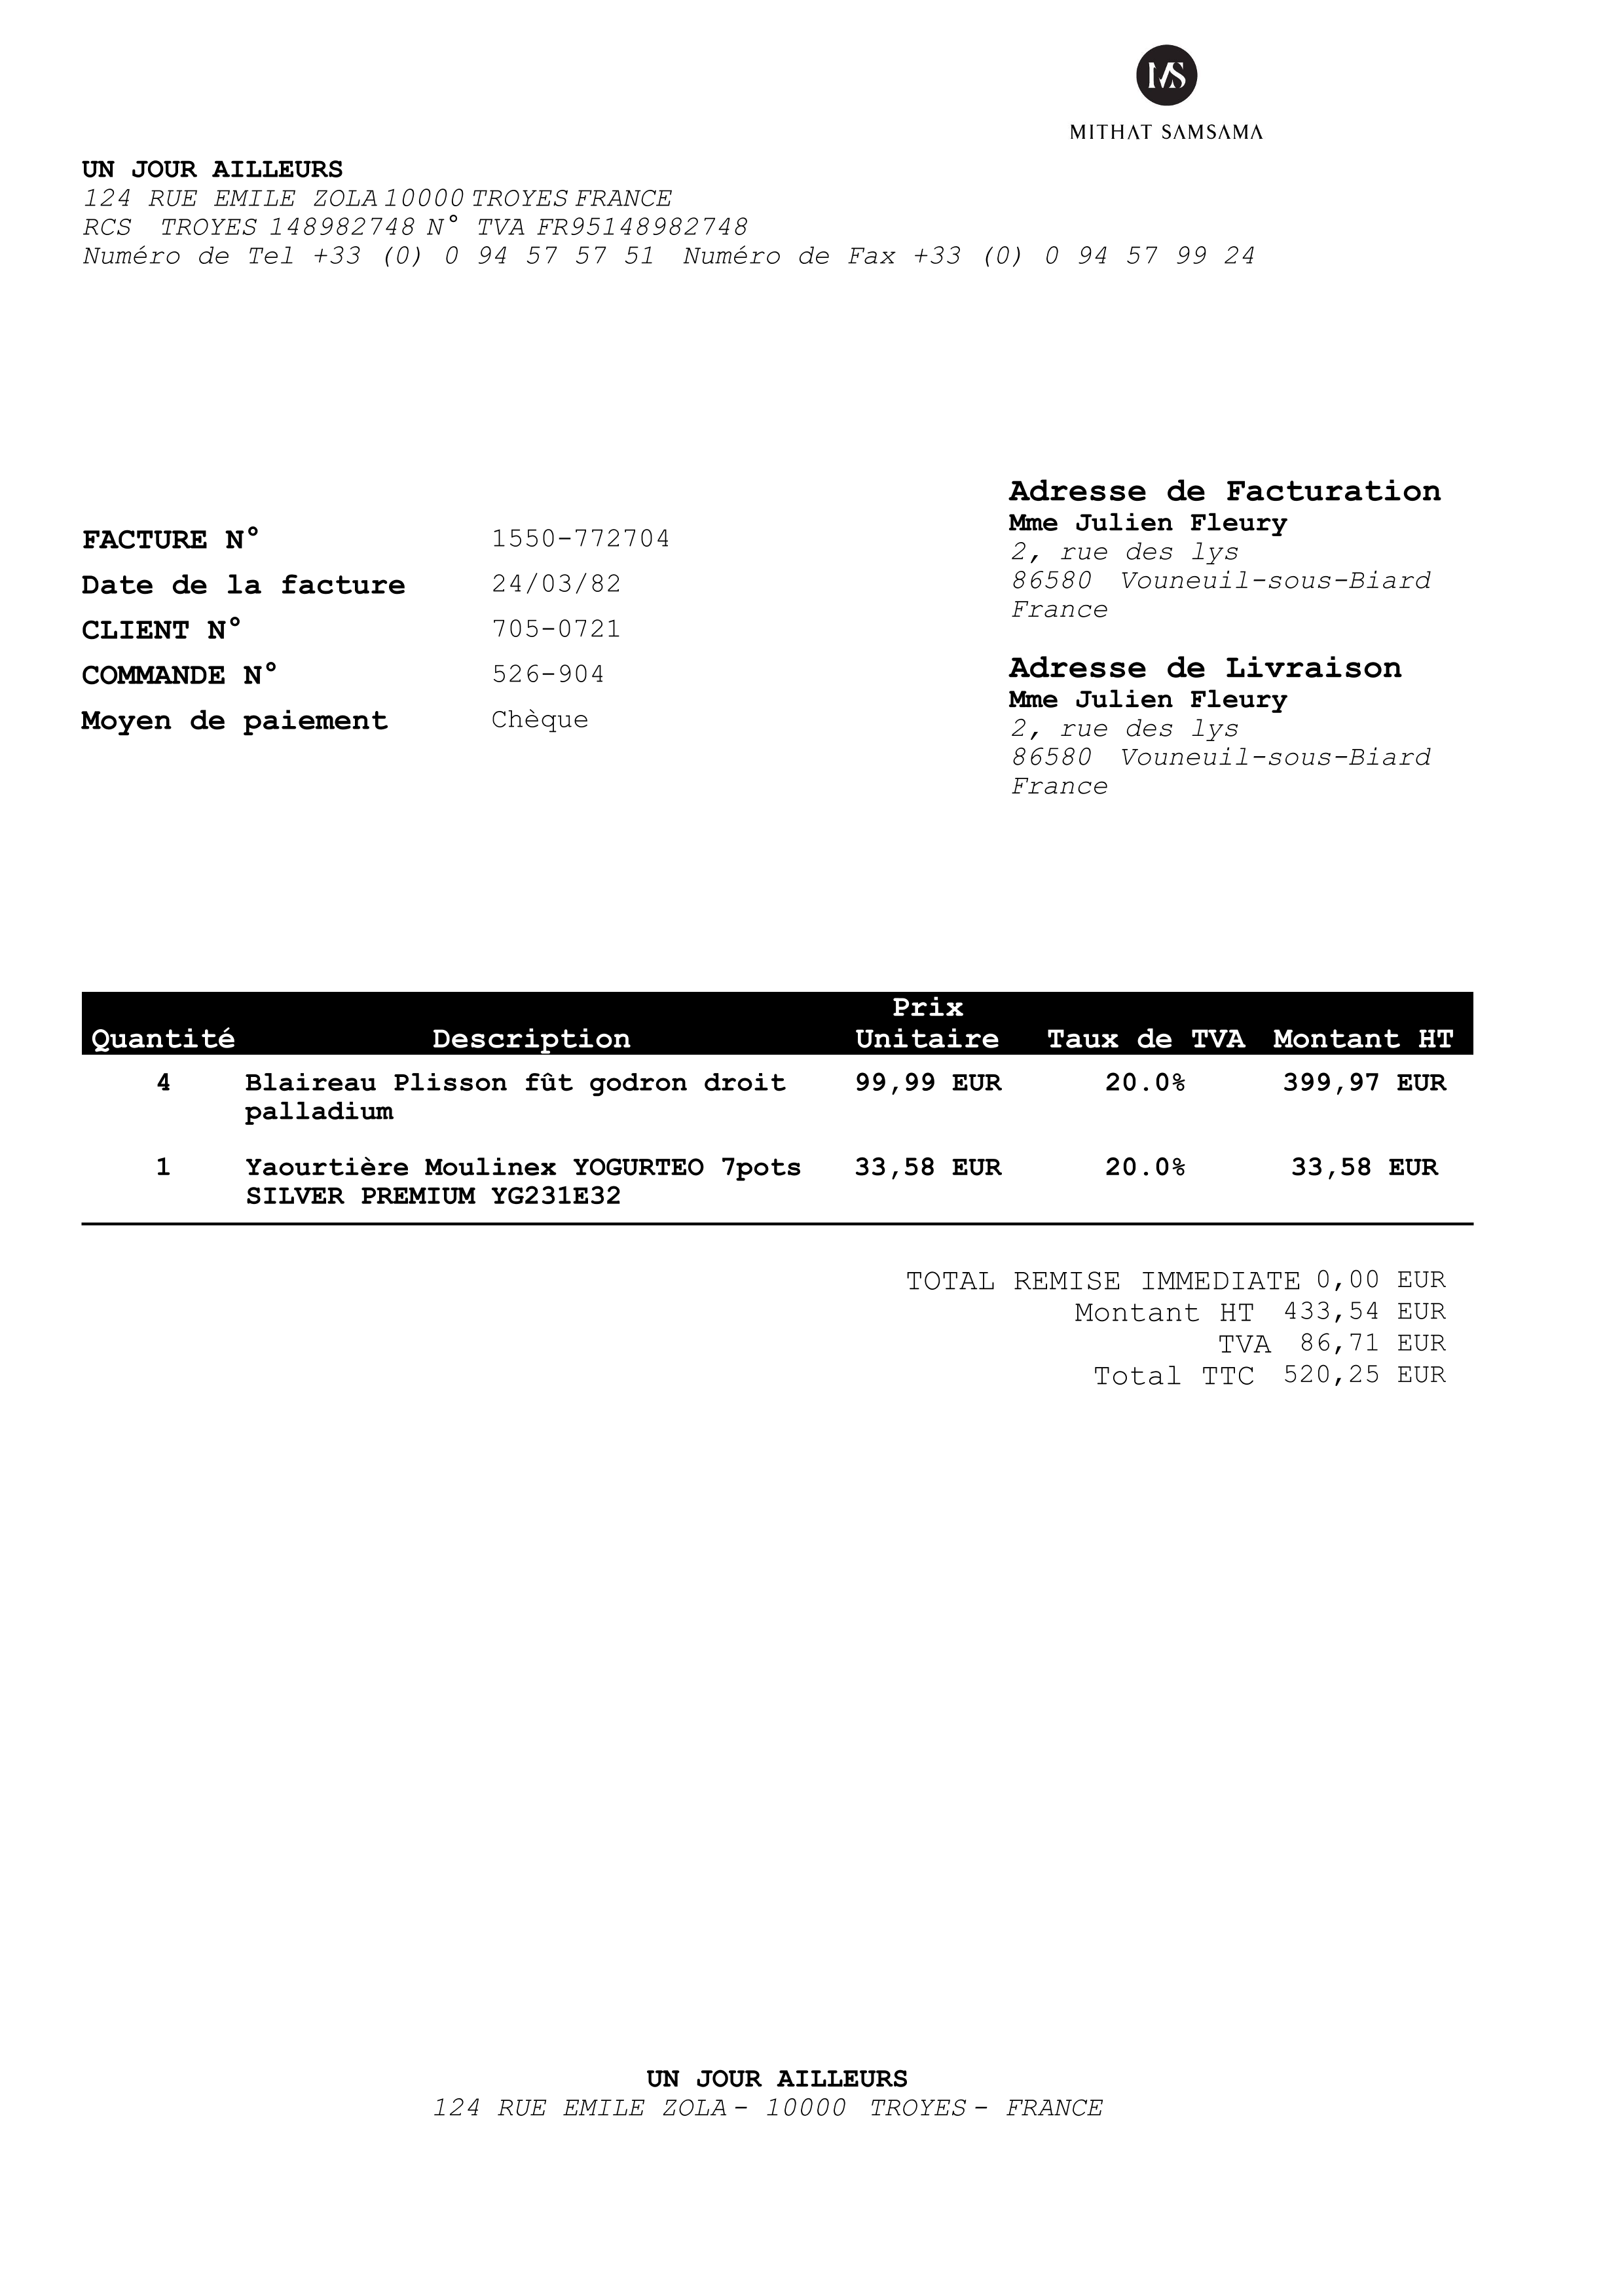 MS
MITHAT SAMSAMA
UN JOUR AILLEURS
124 RUE EMILE ZOLA 10000 TROYES FRANCE
RCS TROYES 148982748 N° TVA FR95148982748
Numéro de Tel +33 (0) 0 94 57 57 51 Numéro de Fax +33 (0) 0 94 57 99 24
FACTURE N° 1550-772704
Date de la facture 24/03/82
CLIENT N° 705-0721
COMMANDE N° 526-904
Moyen de paiement Chèque
Adresse de Facturation
Mme Julien Fleury
2, rue des lys
86580 Vouneuil-sous-Biard
France
Adresse de Livraison
Mme Julien Fleury
2, rue des lys
86580 Vouneuil-sous-Biard
France
Quantité Description Prix Unitaire Taux de TVA Montant HT
4 Blaireau Plisson fût godron droit 99,99 EUR 20.0% 399,97 EUR
palladium
1 Yaourtière Moulinex YOGURTEO 7pots 33,58 EUR 20.0% 33,58 EUR
SILVER PREMIUM YG231E32
TOTAL REMISE IMMEDIATE 0,00 EUR
Montant HT 433,54 EUR
TVA 86,71 EUR
Total TTC 520,25 EUR
UN JOUR AILLEURS
124 RUE EMILE ZOLA - 10000 TROYES - FRANCE